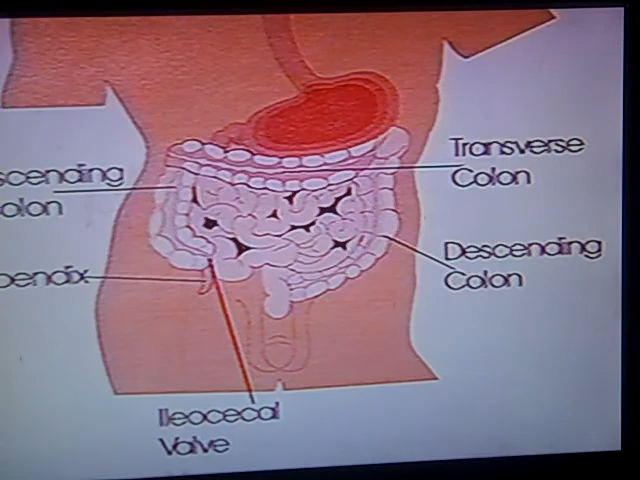 Transverse
Colon
scending
olon
Descending
Colon
pendix
Ileocecal
Valve